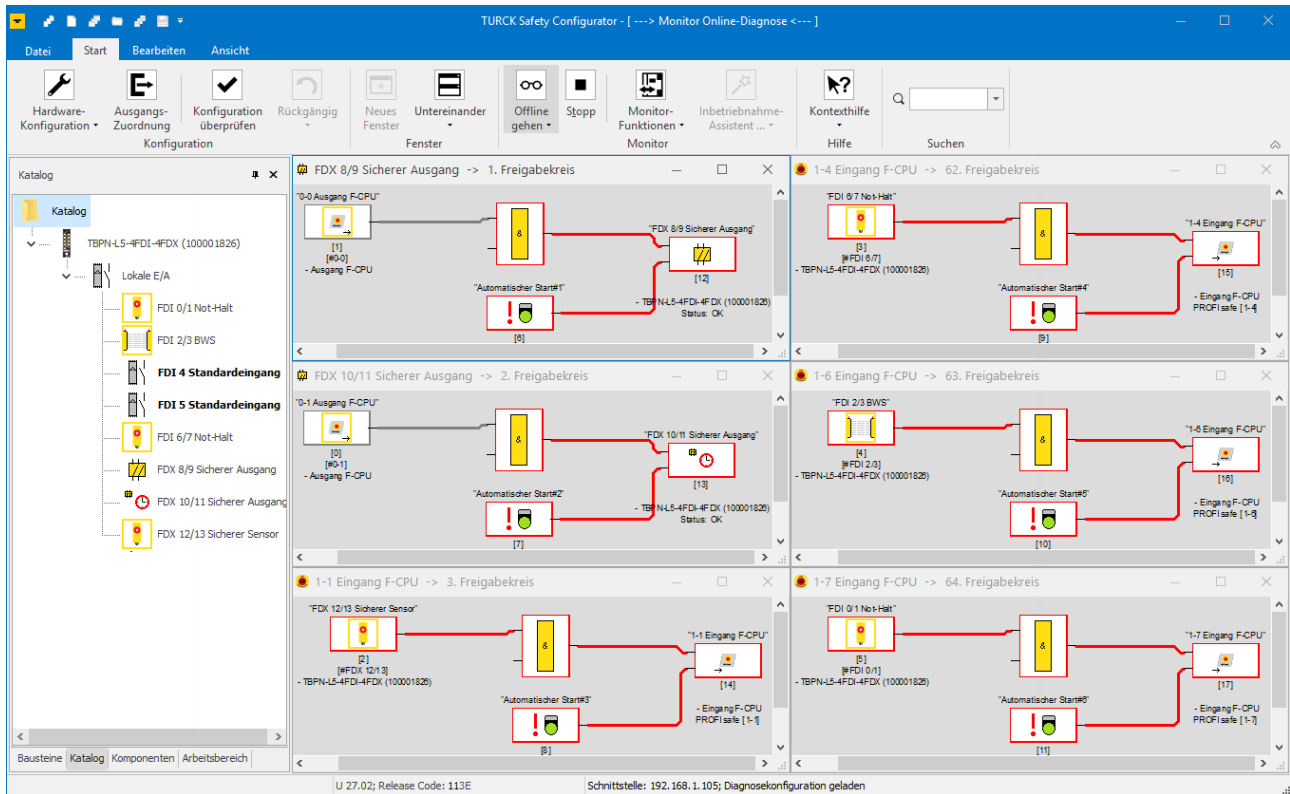 TURCK Safety Configurator - [ ---> Monitor Online-Diagnose <--- ]
Datei Start Bearbeiten Ansicht
Hardware-
Konfiguration
Ausgangs-
Zuordnung
Konfiguration
überprüfen
Rückgängig
Neues
Fenster
Untereinander
Offline
gehen
Stopp
Monitor-
Funktionen
Inbetriebnahme-
Assistent ...
Kontexthilfe
Konfiguration Fenster Monitor Hilfe Suchen
Katalog
Katalog
TBPN-L5-4FDI-4FDX (100001826)
Lokale E/A
FDI 0/1 Not-Halt
FDI 2/3 BWS
FDI 4 Standardeingang
FDI 5 Standardeingang
FDI 6/7 Not-Halt
FDX 8/9 Sicherer Ausgang
FDX 10/11 Sicherer Ausgang
FDX 12/13 Sicherer Sensor
Bausteine Katalog Komponenten Arbeitsbereich
FDX 8/9 Sicherer Ausgang -> 1. Freigabekreis
"0-0 Ausgang F-CPU"
[1]
[#0-0]
- Ausgang F-CPU
&
"FDX 8/9 Sicherer Ausgang"
[12]
- TBPN-L5-4FDI-4FDX (100001826)
Status: OK
"Automatischer Start#1"
[6]
1-4 Eingang F-CPU -> 62. Freigabekreis
"FDI 6/7 Not-Halt"
[3]
[#FDI 6/7]
- TBPN-L5-4FDI-4FDX (100001826)
&
"1-4 Eingang F-CPU"
[15]
- Eingang F-CPU
PROFIsafe [1-4]
"Automatischer Start#4"
[9]
FDX 10/11 Sicherer Ausgang -> 2. Freigabekreis
"0-1 Ausgang F-CPU"
[0]
[#0-1]
- Ausgang F-CPU
&
"FDX 10/11 Sicherer Ausgang"
[13]
- TBPN-L5-4FDI-4FDX (100001826)
Status: OK
"Automatischer Start#2"
[7]
1-6 Eingang F-CPU -> 63. Freigabekreis
"FDI 2/3 BWS"
[4]
[#FDI 2/3]
- TBPN-L5-4FDI-4FDX (100001826)
&
"1-6 Eingang F-CPU"
[16]
- Eingang F-CPU
PROFIsafe [1-6]
"Automatischer Start#5"
[10]
1-1 Eingang F-CPU -> 3. Freigabekreis
"FDX 12/13 Sicherer Sensor"
[2]
[#FDX 12/13]
- TBPN-L5-4FDI-4FDX (100001826)
&
"1-1 Eingang F-CPU"
[14]
- Eingang F-CPU
PROFIsafe [1-1]
"Automatischer Start#3"
[8]
1-7 Eingang F-CPU -> 64. Freigabekreis
"FDI 0/1 Not-Halt"
[5]
[#FDI 0/1]
- TBPN-L5-4FDI-4FDX (100001826)
&
"1-7 Eingang F-CPU"
[17]
- Eingang F-CPU
PROFIsafe [1-7]
"Automatischer Start#6"
[11]
U 27.02; Release Code: 113E Schnittstelle: 192.168.1.105; Diagnosekonfiguration geladen